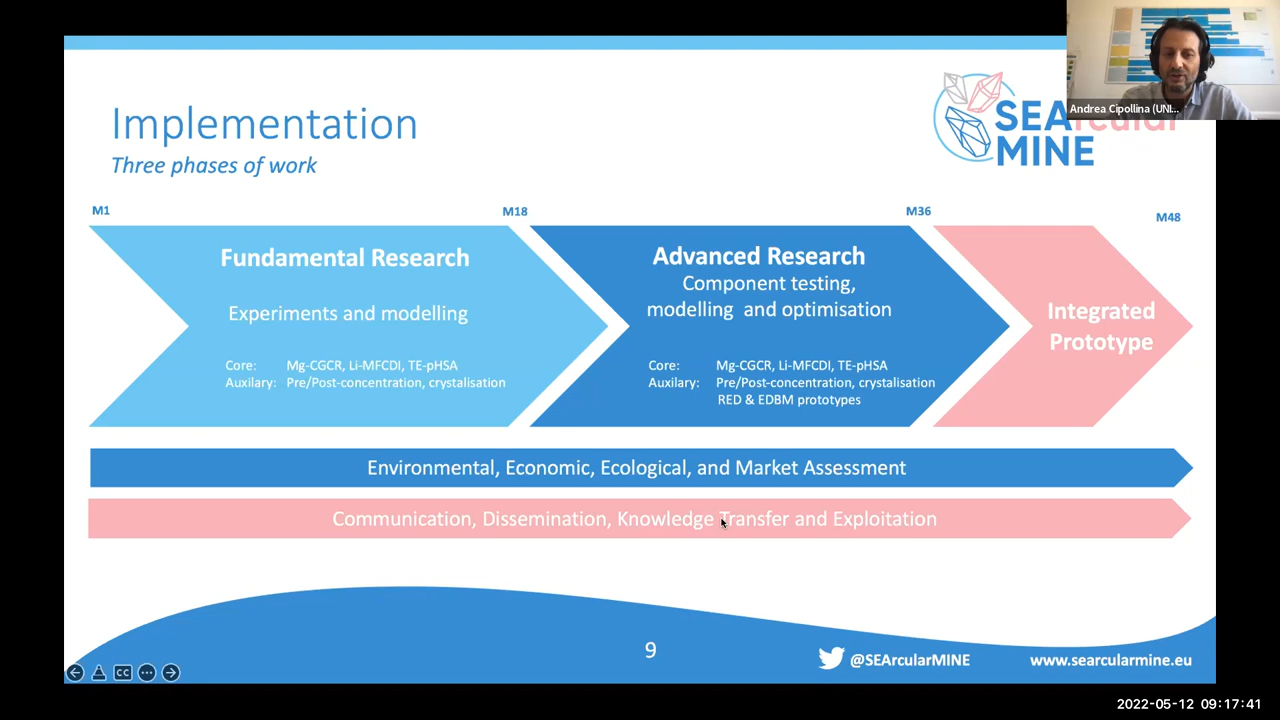 Andrea Cipollina (UNI...
SEArcular
MINE
Implementation
Three phases of work
M1
M18
M36
M48
Fundamental Research
Experiments and modelling
Core: Mg-CGCR, Li-MFCDI, TE-pHSA
Auxilary: Pre/Post-concentration, crystalisation
Advanced Research
Component testing,
modelling and optimisation
Core: Mg-CGCR, Li-MFCDI, TE-pHSA
Auxilary: Pre/Post-concentration, crystalisation
RED & EDBM prototypes
Integrated
Prototype
Environmental, Economic, Ecological, and Market Assessment
Communication, Dissemination, Knowledge Transfer and Exploitation
CC
9
@SEArcularMINE
www.searcularmine.eu
2022-05-12 09:17:41